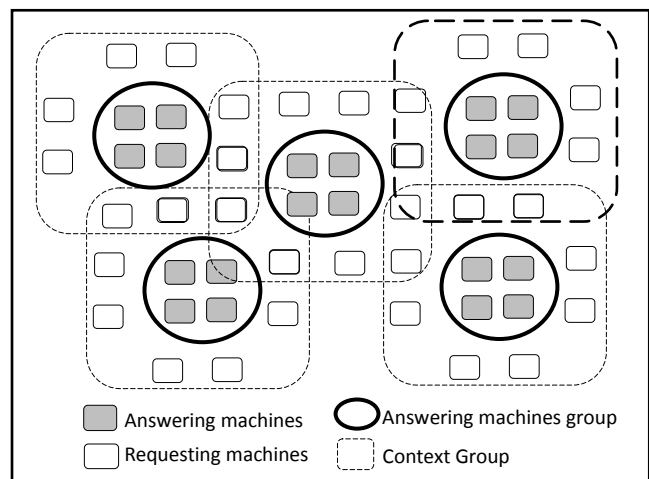 Answering machines
Answering machines group
Requesting machines
Context Group